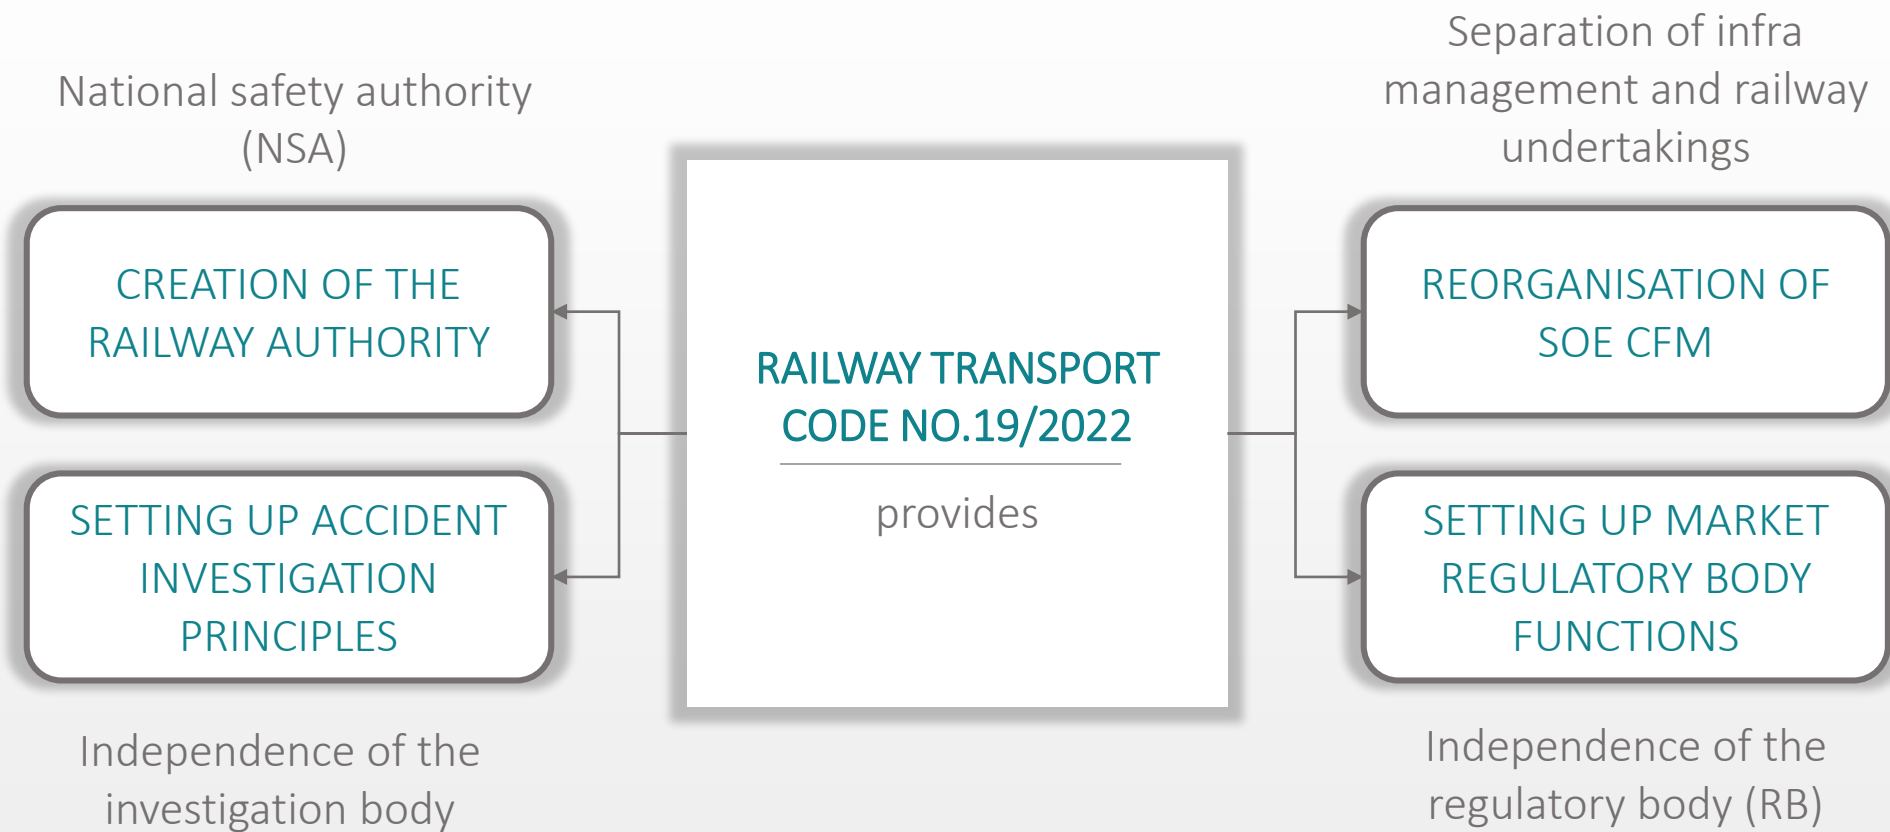 National safety authority
(NSA)
CREATION OF THE
RAILWAY AUTHORITY
SETTING UP ACCIDENT
INVESTIGATION
PRINCIPLES
Independence of the
investigation body
RAILWAY TRANSPORT
CODE NO.19/2022
provides
Separation of infra
management and railway
undertakings
REORGANISATION OF
SOE CFM
SETTING UP MARKET
REGULATORY BODY
FUNCTIONS
Independence of the
regulatory body (RB)